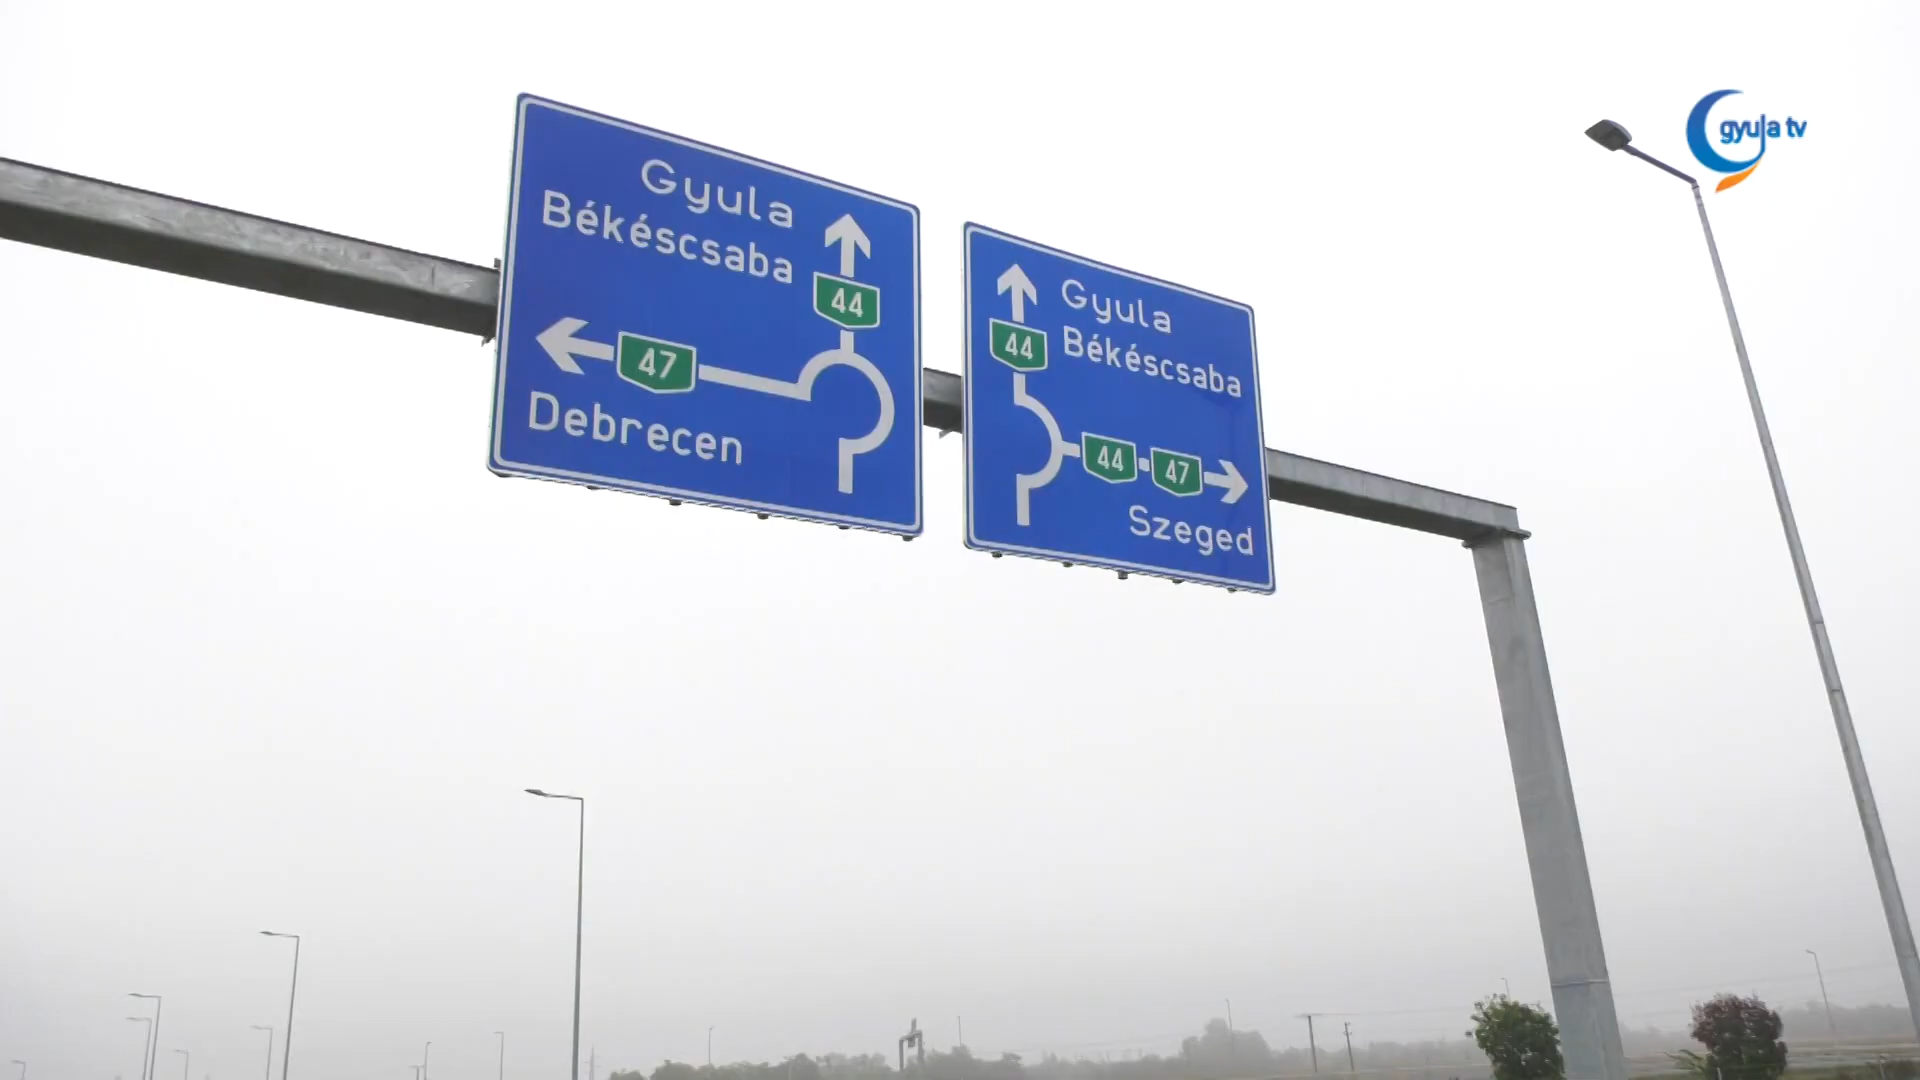 Gyula
Békéscsaba
44
47
Debrecen
Gyula
44
Békéscsaba
44
47
Szeged
gyula tv